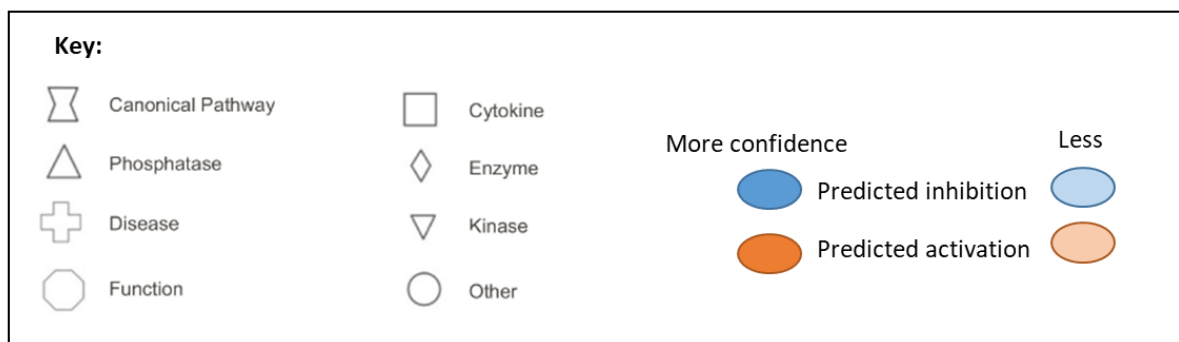 Key:
Canonical Pathway
Phosphatase
Disease
Function
Cytokine
Enzyme
Kinase
Other
More confidence
Less
Predicted inhibition
Predicted activation